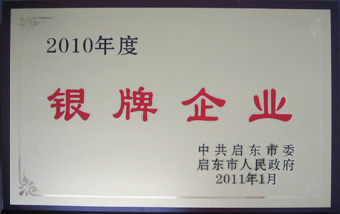 2010年度
银牌企业
中共启东市委
启东市人民政府
2011年1月